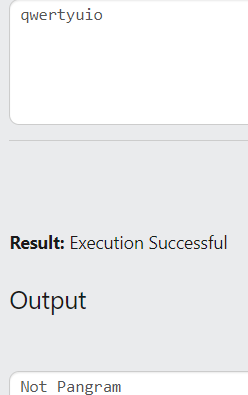 qwertyuio
Result: Execution Successful
Output
Not Pangram